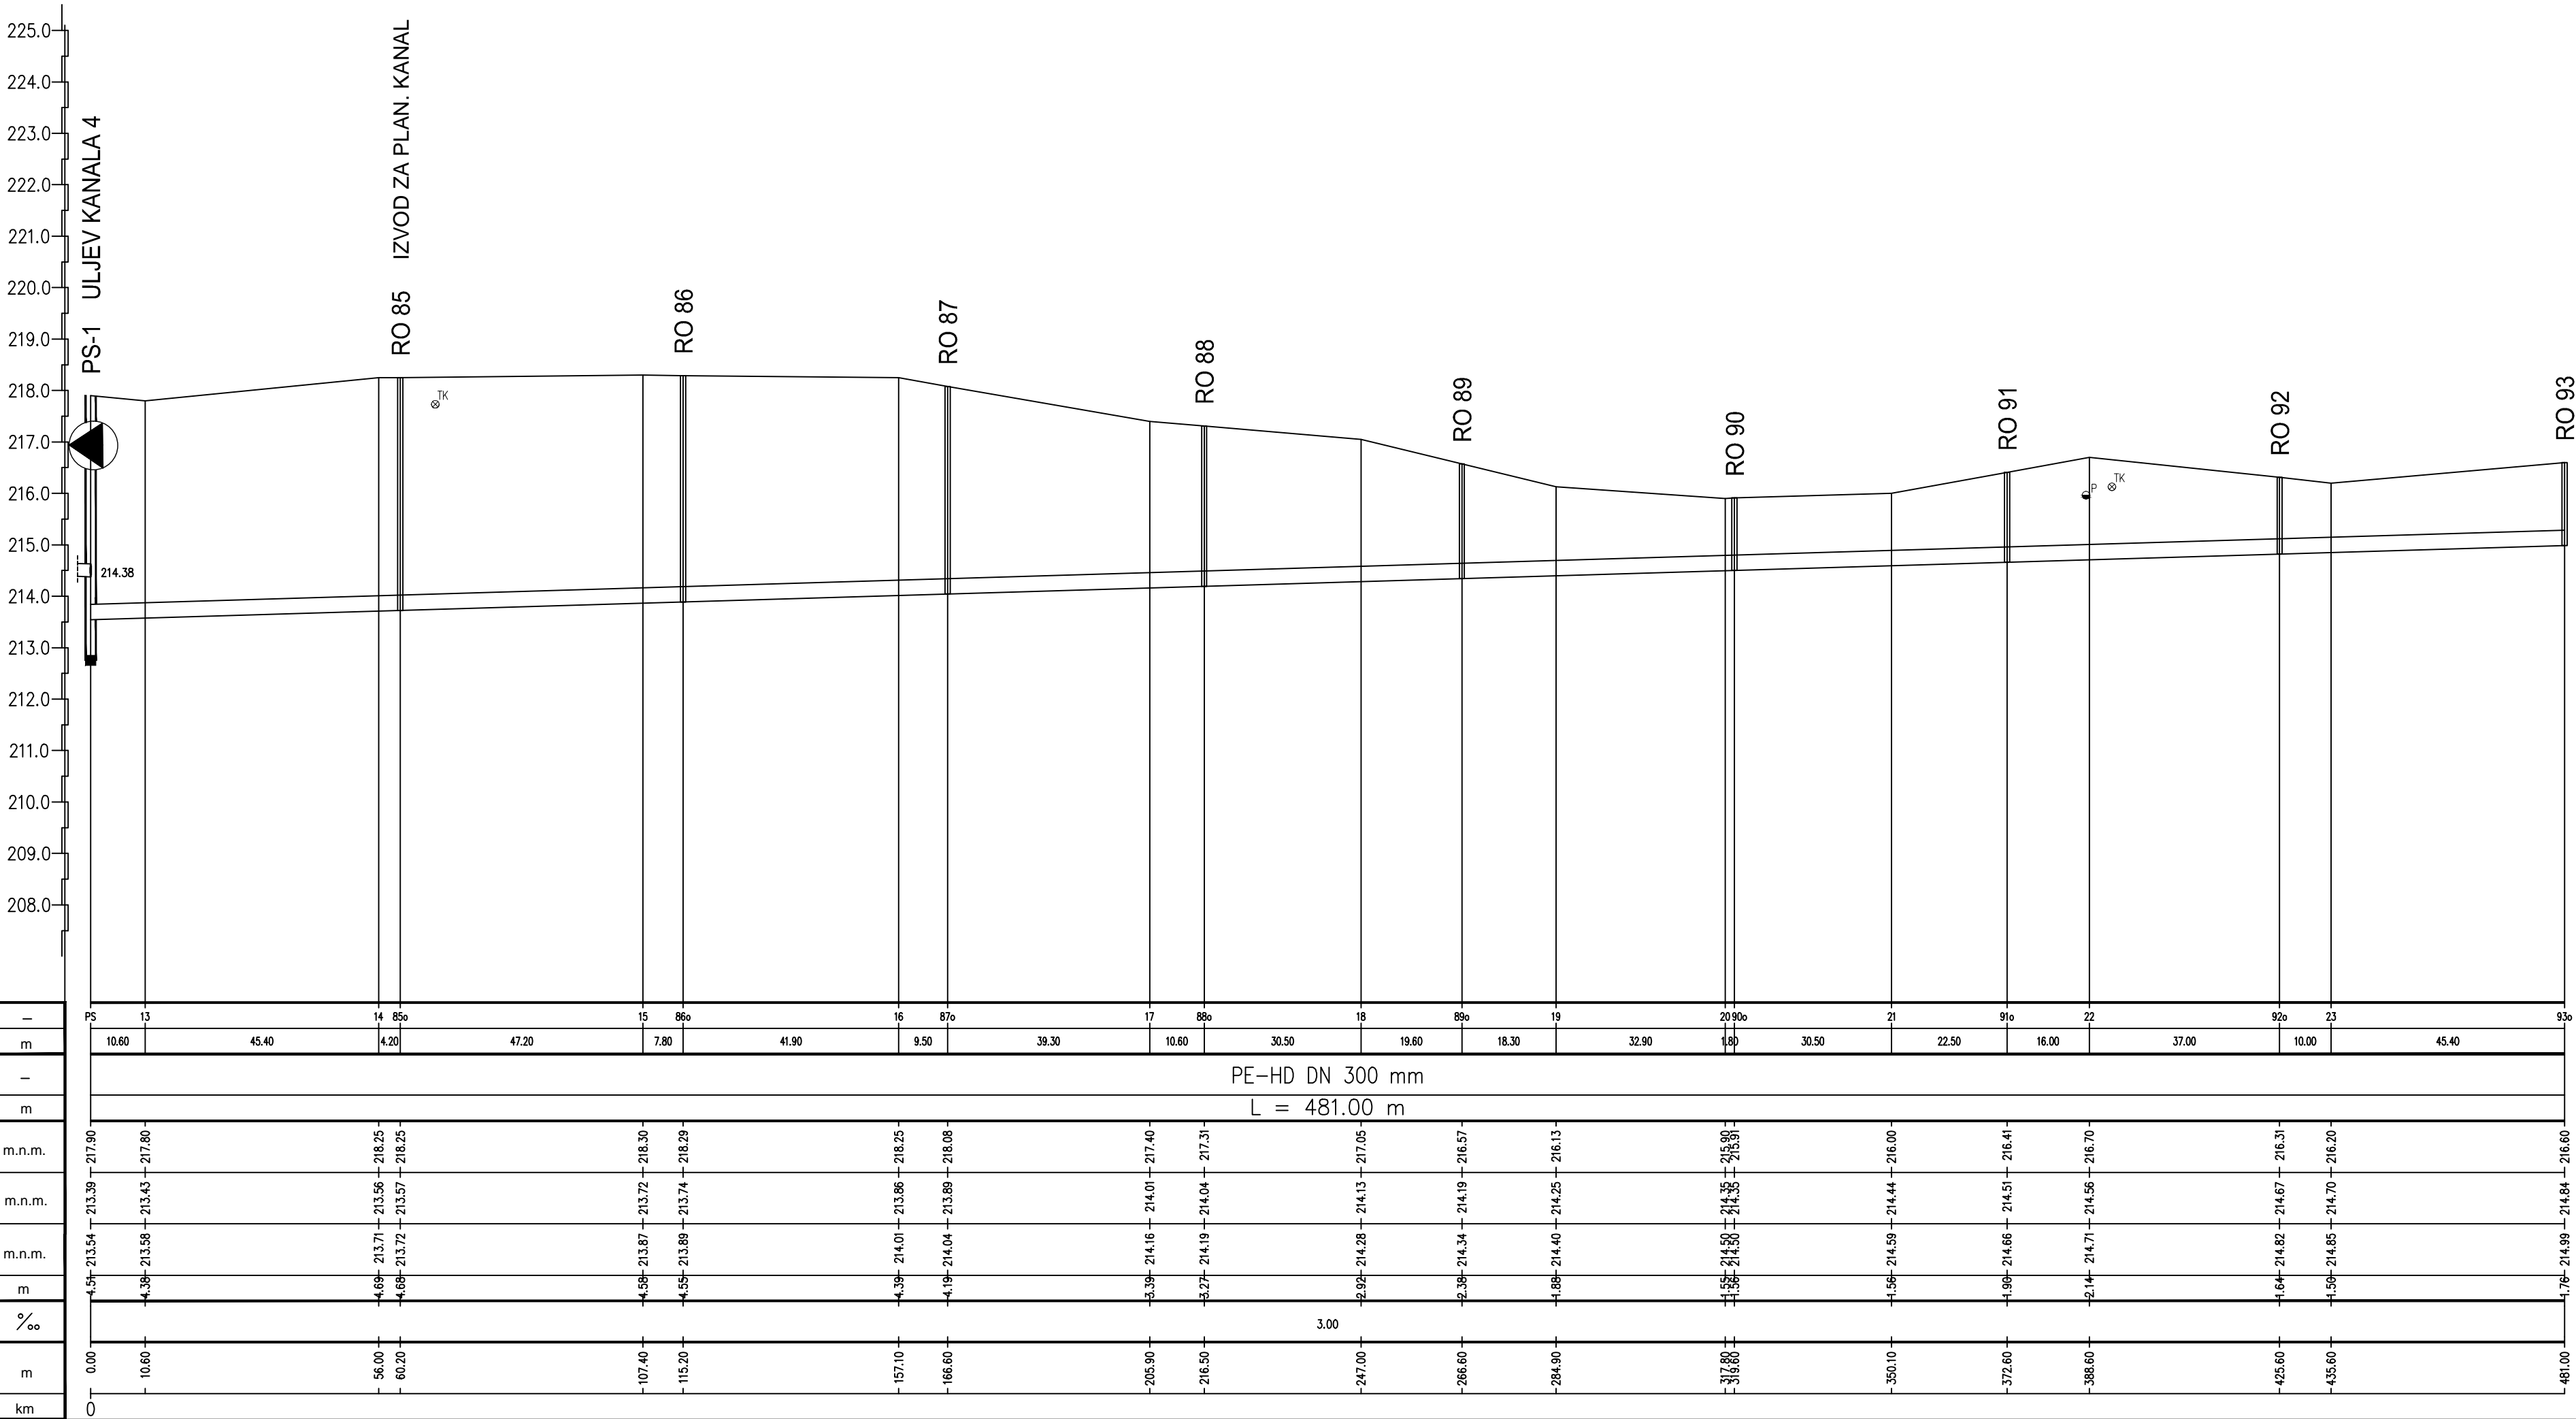 225.0
224.0
223.0
222.0
221.0
220.0
219.0
218.0
217.0
216.0
215.0
214.0
213.0
212.0
211.0
210.0
209.0
208.0
PS-1 ULJEV KANALA 4
RO 85 IZVOD ZA PLAN. KANAL
RO 86
RO 87
RO 88
RO 89
RO 90
RO 91
RO 92
RO 93
TK
P
TK
214.38
– PS 13 14 85o 15 86o 16 87o 17 88o 18 89o 19 20 90o 21 91o 22 92o 23 93o
m 10.60 45.40 4.20 47.20 7.80 41.90 9.50 39.30 10.60 30.50 19.60 18.30 32.90 1.80 30.50 22.50 16.00 37.00 10.00 45.40
– PE-HD DN 300 mm
m L = 481.00 m
m.n.m. 217.90 217.80 218.25 218.25 218.30 218.29 218.25 218.08 217.40 217.31 217.05 216.57 216.13 215.90 215.91 216.00 216.41 216.70 216.31 216.20 216.60
m.n.m. 213.39 213.43 213.56 213.57 213.72 213.74 213.86 213.89 214.01 214.04 214.13 214.19 214.25 214.35 214.35 214.44 214.51 214.56 214.67 214.70 214.84
m.n.m. 213.54 213.58 213.71 213.72 213.87 213.89 214.01 214.04 214.16 214.19 214.28 214.34 214.40 214.50 214.50 214.59 214.66 214.71 214.82 214.85 214.99
m 4.51 4.38 4.69 4.68 4.58 4.55 4.39 4.19 3.39 3.27 2.92 2.38 1.88 1.55 1.56 1.56 1.90 2.14 1.64 1.50 1.76
‰ 3.00
m 0.00 10.60 56.00 60.20 107.40 115.20 157.10 166.60 205.90 216.50 247.00 266.60 284.90 317.80 319.60 350.10 372.60 388.60 425.60 435.60 481.00
km 0